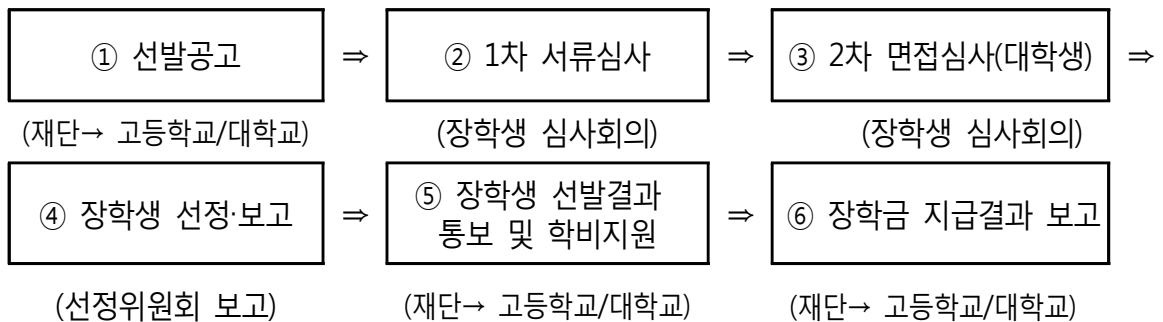 ① 선발공고 ⇒ ② 1차 서류심사 ⇒ ③ 2차 면접심사(대학생) ⇒
(재단→ 고등학교/대학교) (장학생 심사회의) (장학생 심사회의)
④ 장학생 선정·보고 ⇒ ⑤ 장학생 선발결과 통보 및 학비지원 ⇒ ⑥ 장학금 지급결과 보고
(선정위원회 보고) (재단→ 고등학교/대학교) (재단→ 고등학교/대학교)